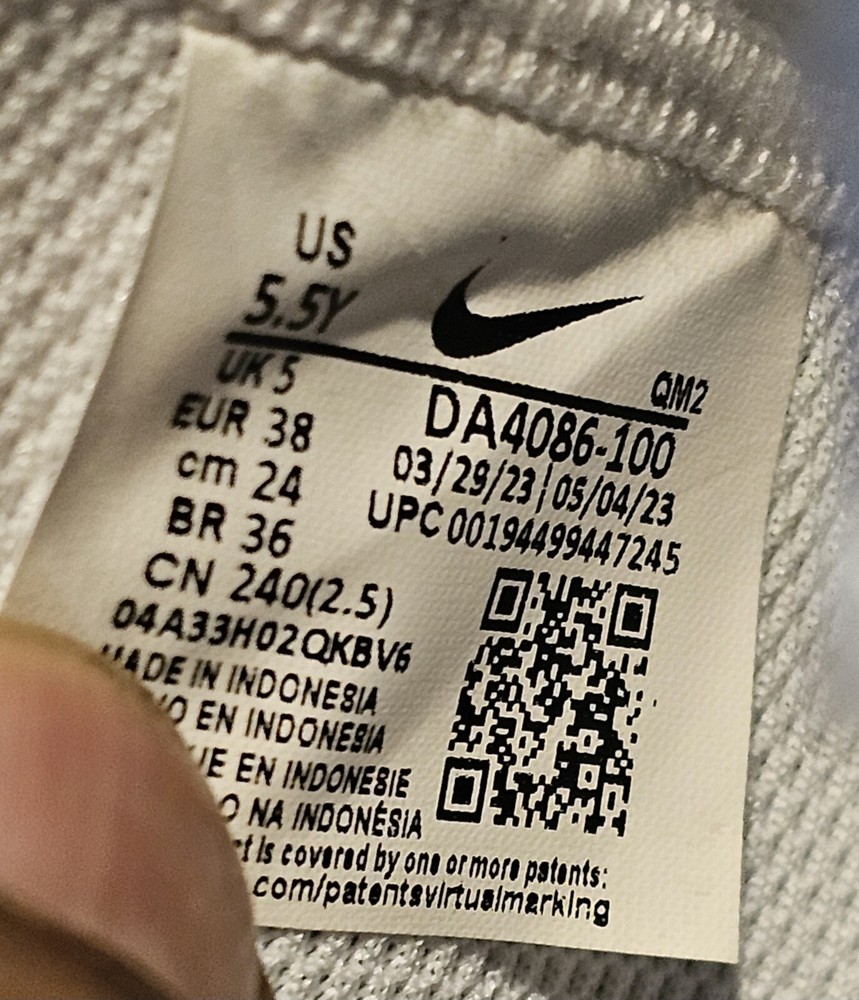 US
5.5Y
UK 5
EUR 38
cm 24
BR 36
CN 240(2.5)
04A33H02QKBV6
QM2
DA4086-100
03/29/23|05/04/23
UPC 00194499447245
MADE IN INDONESIA
EN INDONESIA
EN INDONESIE
NA INDONÉSIA
is covered by one or more patents:
.com/patentsvirtualmarking